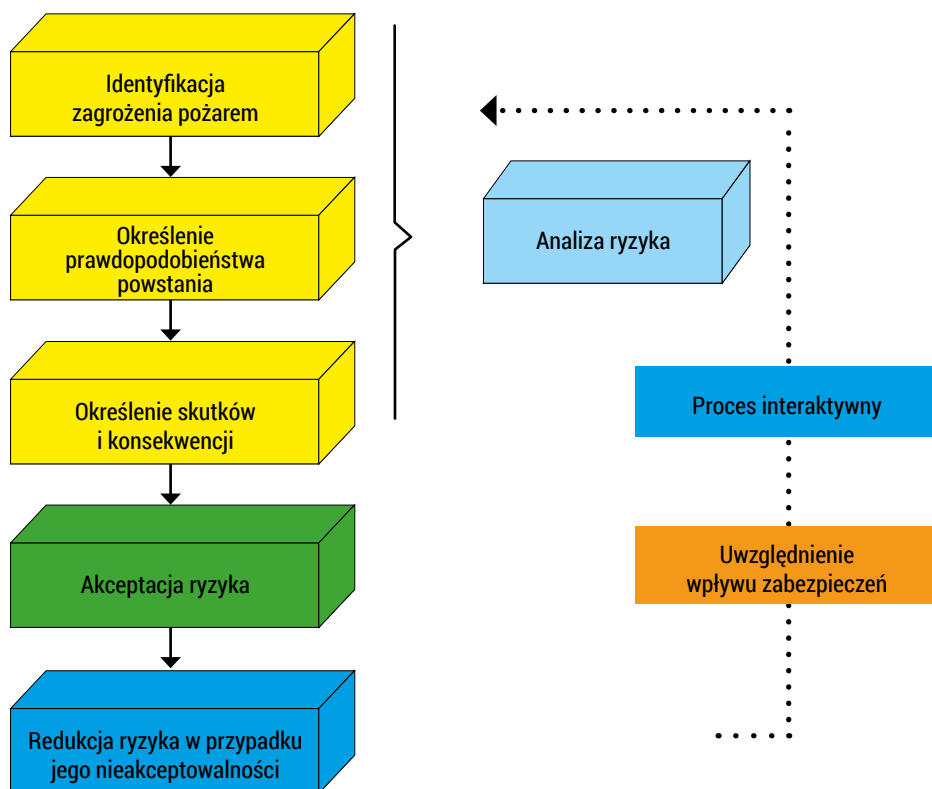 Identyfikacja
zagrożenia pożarem
Określenie
prawdopodobieństwa
powstania
Określenie skutków
i konsekwencji
Akceptacja ryzyka
Redukcja ryzyka w przypadku
jego nieakceptowalności
Analiza ryzyka
Proces interaktywny
Uwzględnienie
wpływu zabezpieczeń